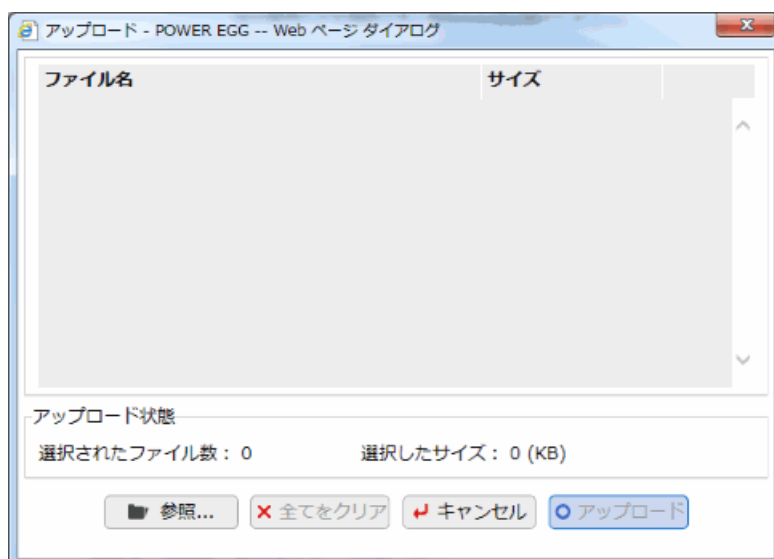 アップロード - POWER EGG -- Web ページ ダイアログ
ファイル名 サイズ
アップロード状態
選択されたファイル数： 0 選択したサイズ： 0 (KB)
参照... 全てをクリア キャンセル アップロード